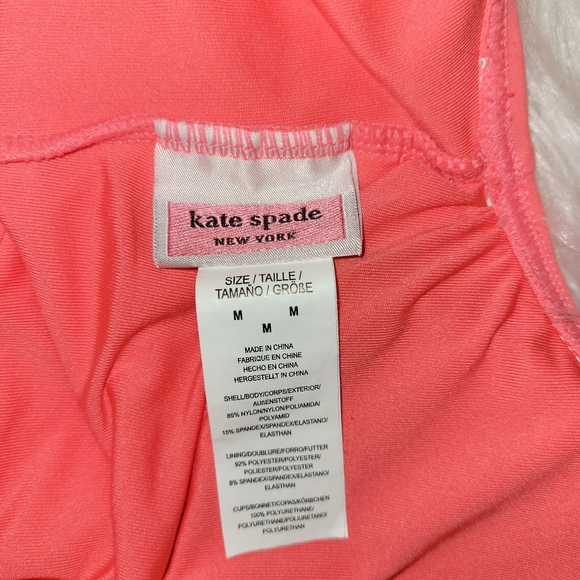 kate spade
NEW YORK
SIZE / TAILLE /
TAMAÑO / GRÖßE
M M
M
MADE IN CHINA
FABRIQUE EN CHINE
HECHO EN CHINA
HERGESTELLT IN CHINA
SHELL/BODY/CORPS/EXTERIOR/
AUßENSTOFF
85% NYLON/NYLON/POLIAMIDA/
POLYAMID
15% SPANDEX/SPANDEX/ELASTANO/
ELASTHAN
LINING/DOUBLURE/FORRO/FUTTER
92% POLYESTER/POLYESTER/
POLIESTER/POLYESTER
8% SPANDEX/SPANDEX/ELASTANO/
ELASTHAN
CUPS/BONNET/COPAS/KÖRBCHEN
100% POLYURETHANE/
POLYURETHANE/POLIURETANO/
POLYURETHAN